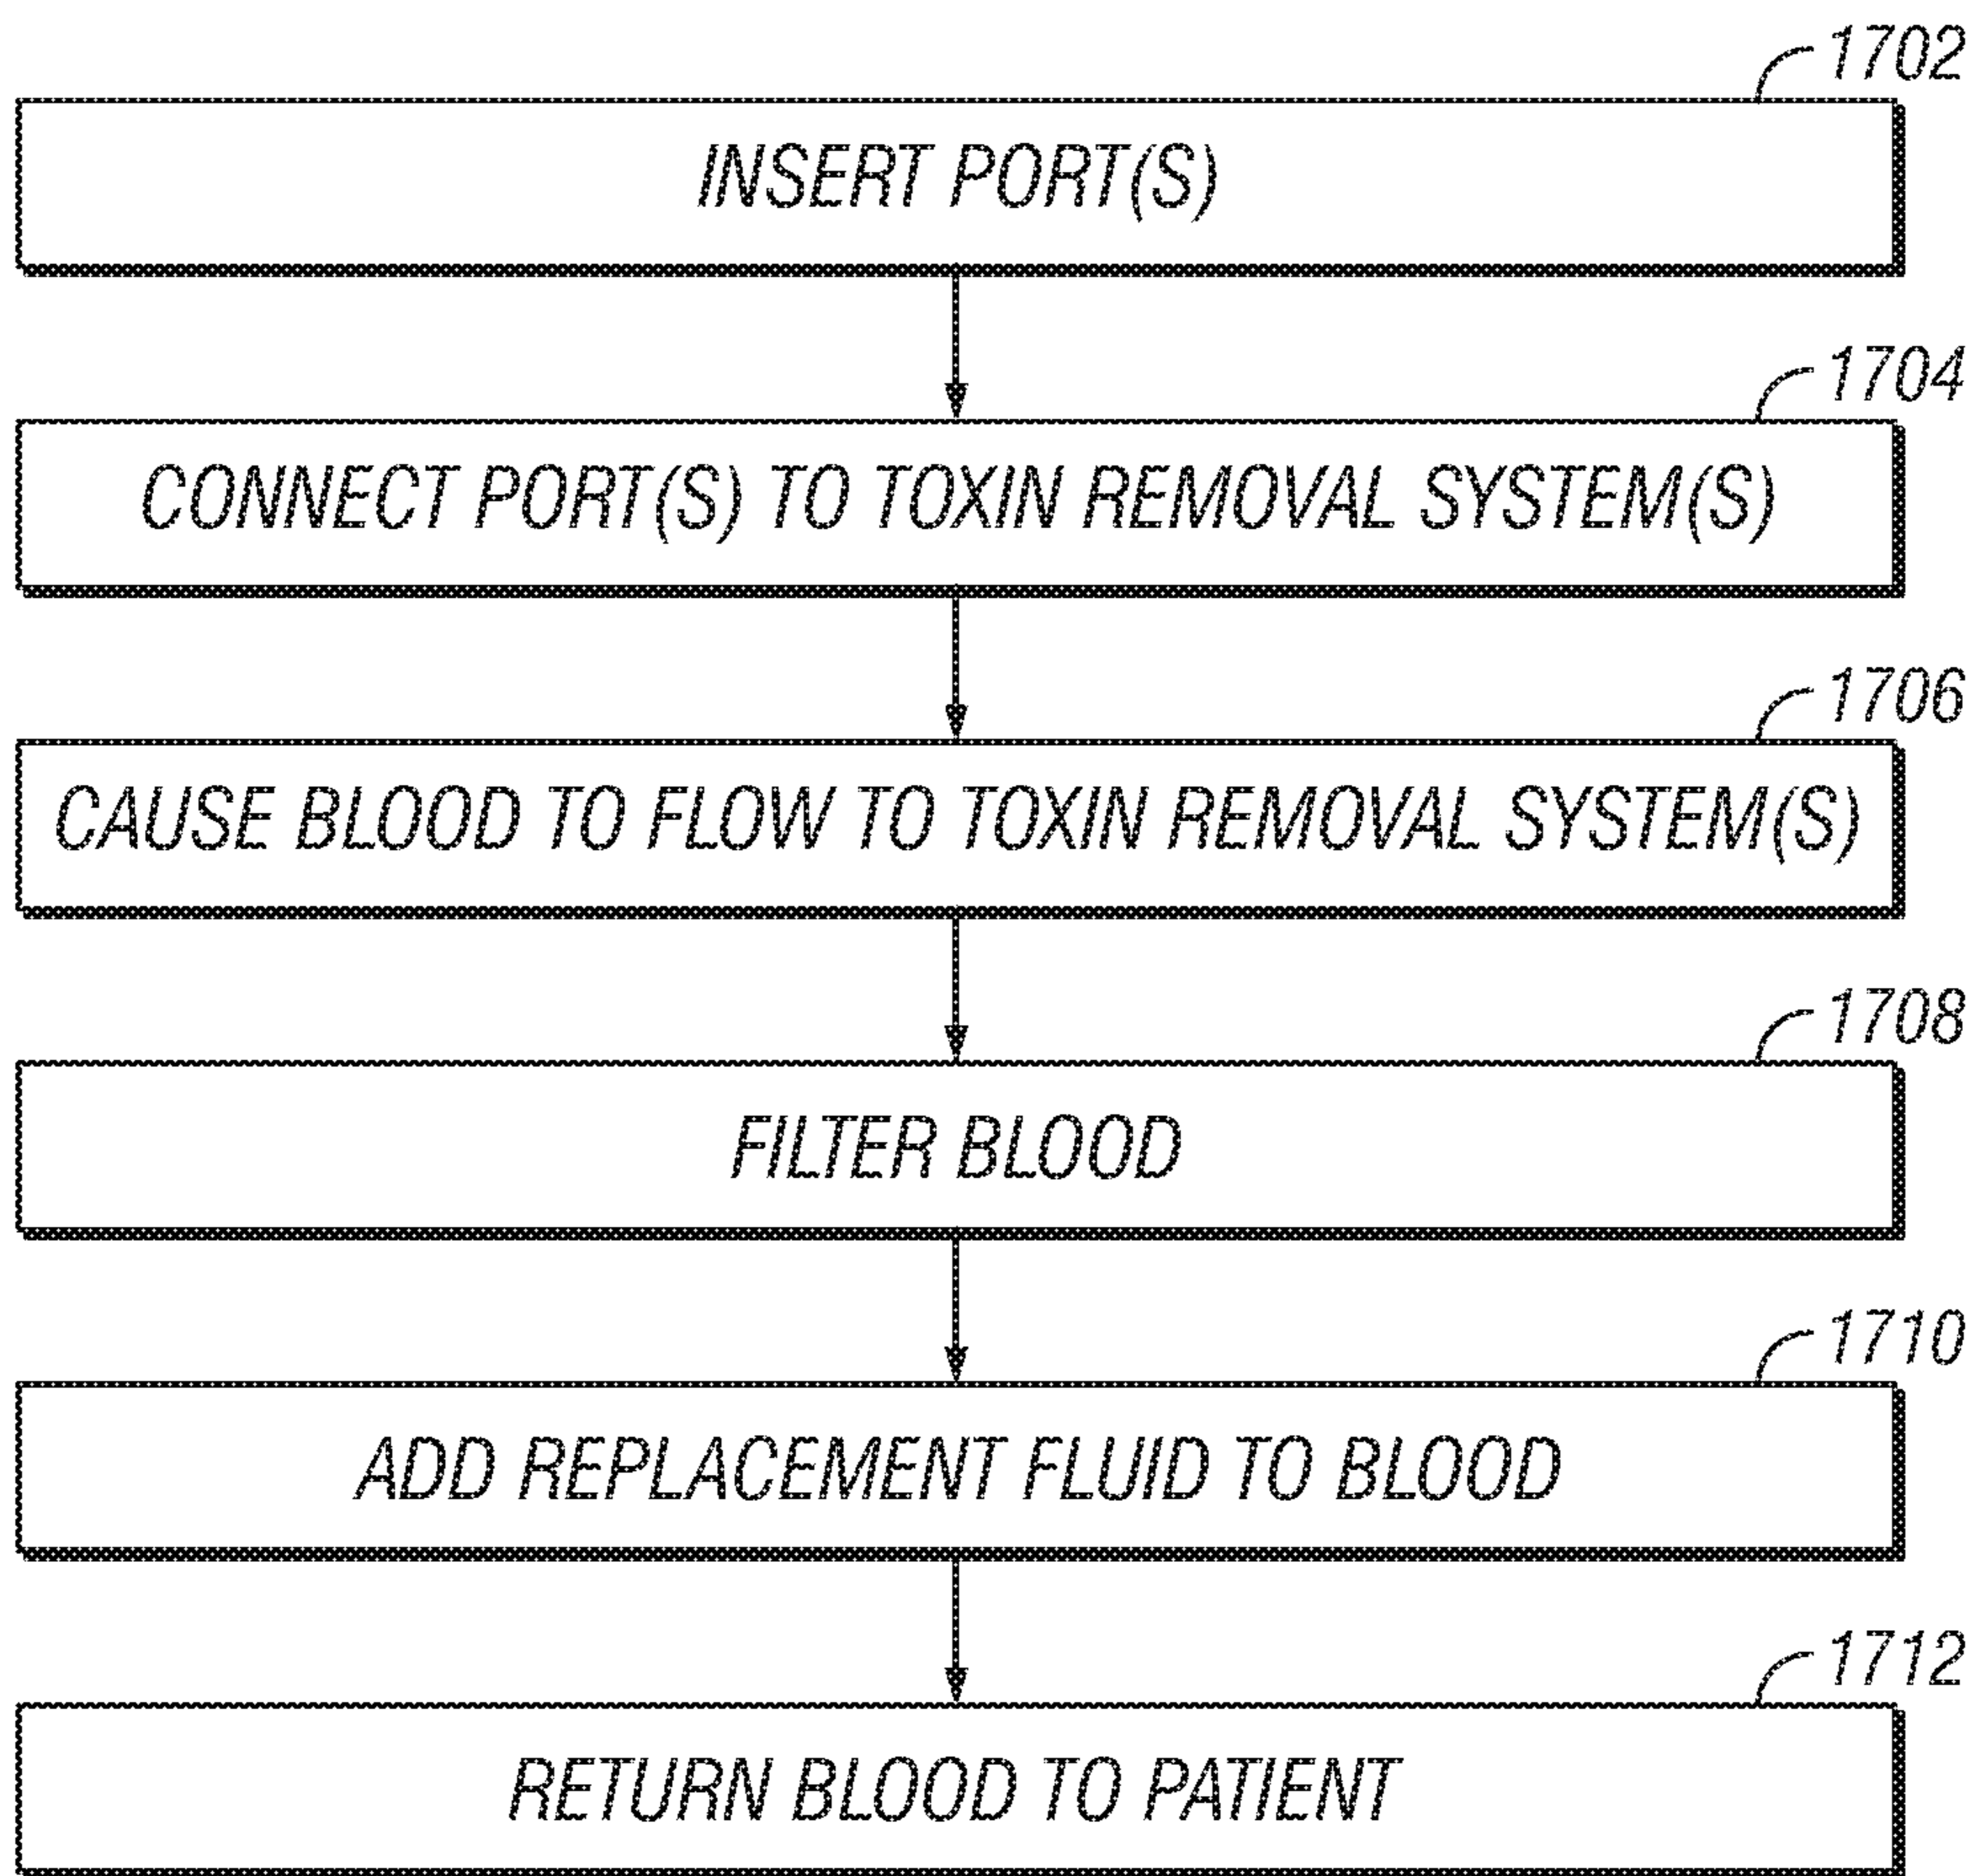 1702
INSERT PORT(S)
1704
CONNECT PORT(S) TO TOXIN REMOVAL SYSTEM(S)
1706
CAUSE BLOOD TO FLOW TO TOXIN REMOVAL SYSTEM(S)
1708
FILTER BLOOD
1710
ADD REPLACEMENT FLUID TO BLOOD
1712
RETURN BLOOD TO PATIENT